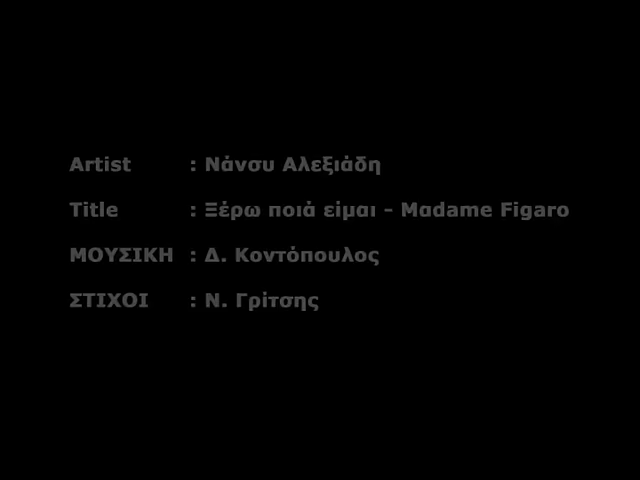 Artist : Νάνσυ Αλεξιάδη
Title : Ξέρω ποιά είμαι - Madame Figaro
ΜΟΥΣΙΚΗ : Δ. Κοντόπουλος
ΣΤΙΧΟΙ : Ν. Γρίτσης